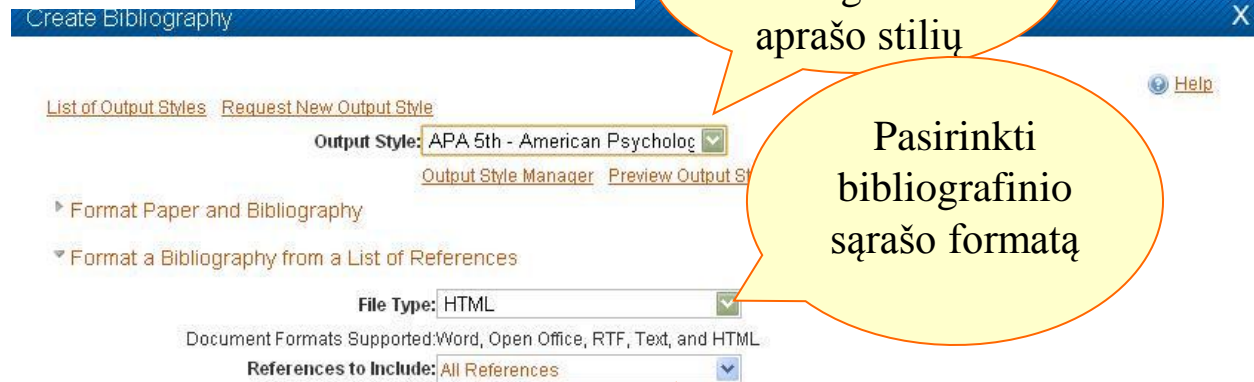 Create Bibliography
X
aprašo stilių
Help
List of Output Styles Request New Output Style
Output Style: APA 5th - American Psycholog
Output Style Manager Preview Output St
Pasirinkti
bibliografinio
sąrašo formatą
Format Paper and Bibliography
Format a Bibliography from a List of References
File Type: HTML
Document Formats Supported:Word, Open Office, RTF, Text, and HTML
References to Include: All References